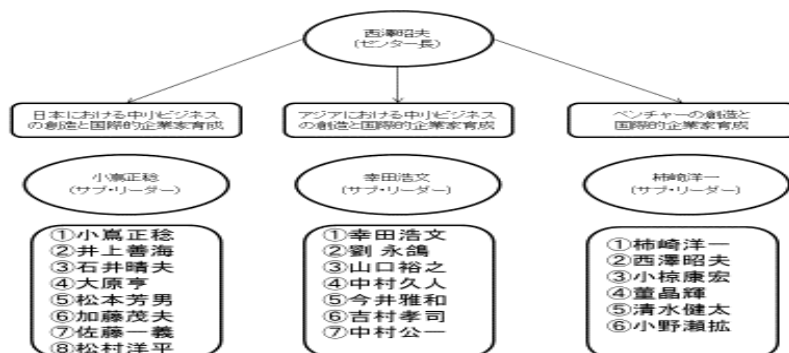 西澤昭夫
(センター長)
日本における中小ビジネス
の創造と国際的企業家育成
アジアにおける中小ビジネス
の創造と国際的企業家育成
ベンチャーの創造と
国際的企業家育成
小嶌正稔
(サブ・リーダー)
幸田浩文
(サブ・リーダー)
柿崎洋一
(サブ・リーダー)
①小嶌正稔
②井上善海
③石井晴夫
④大原亨
⑤松本芳男
⑥加藤茂夫
⑦佐藤一義
⑧松村洋平
①幸田浩文
②劉 永鴿
③山口裕之
④中村久人
⑤今井雅和
⑥吉村孝司
⑦中村公一
①柿崎洋一
②西澤昭夫
③小椋康宏
④董晶輝
⑤清水健太
⑥小野瀬拡